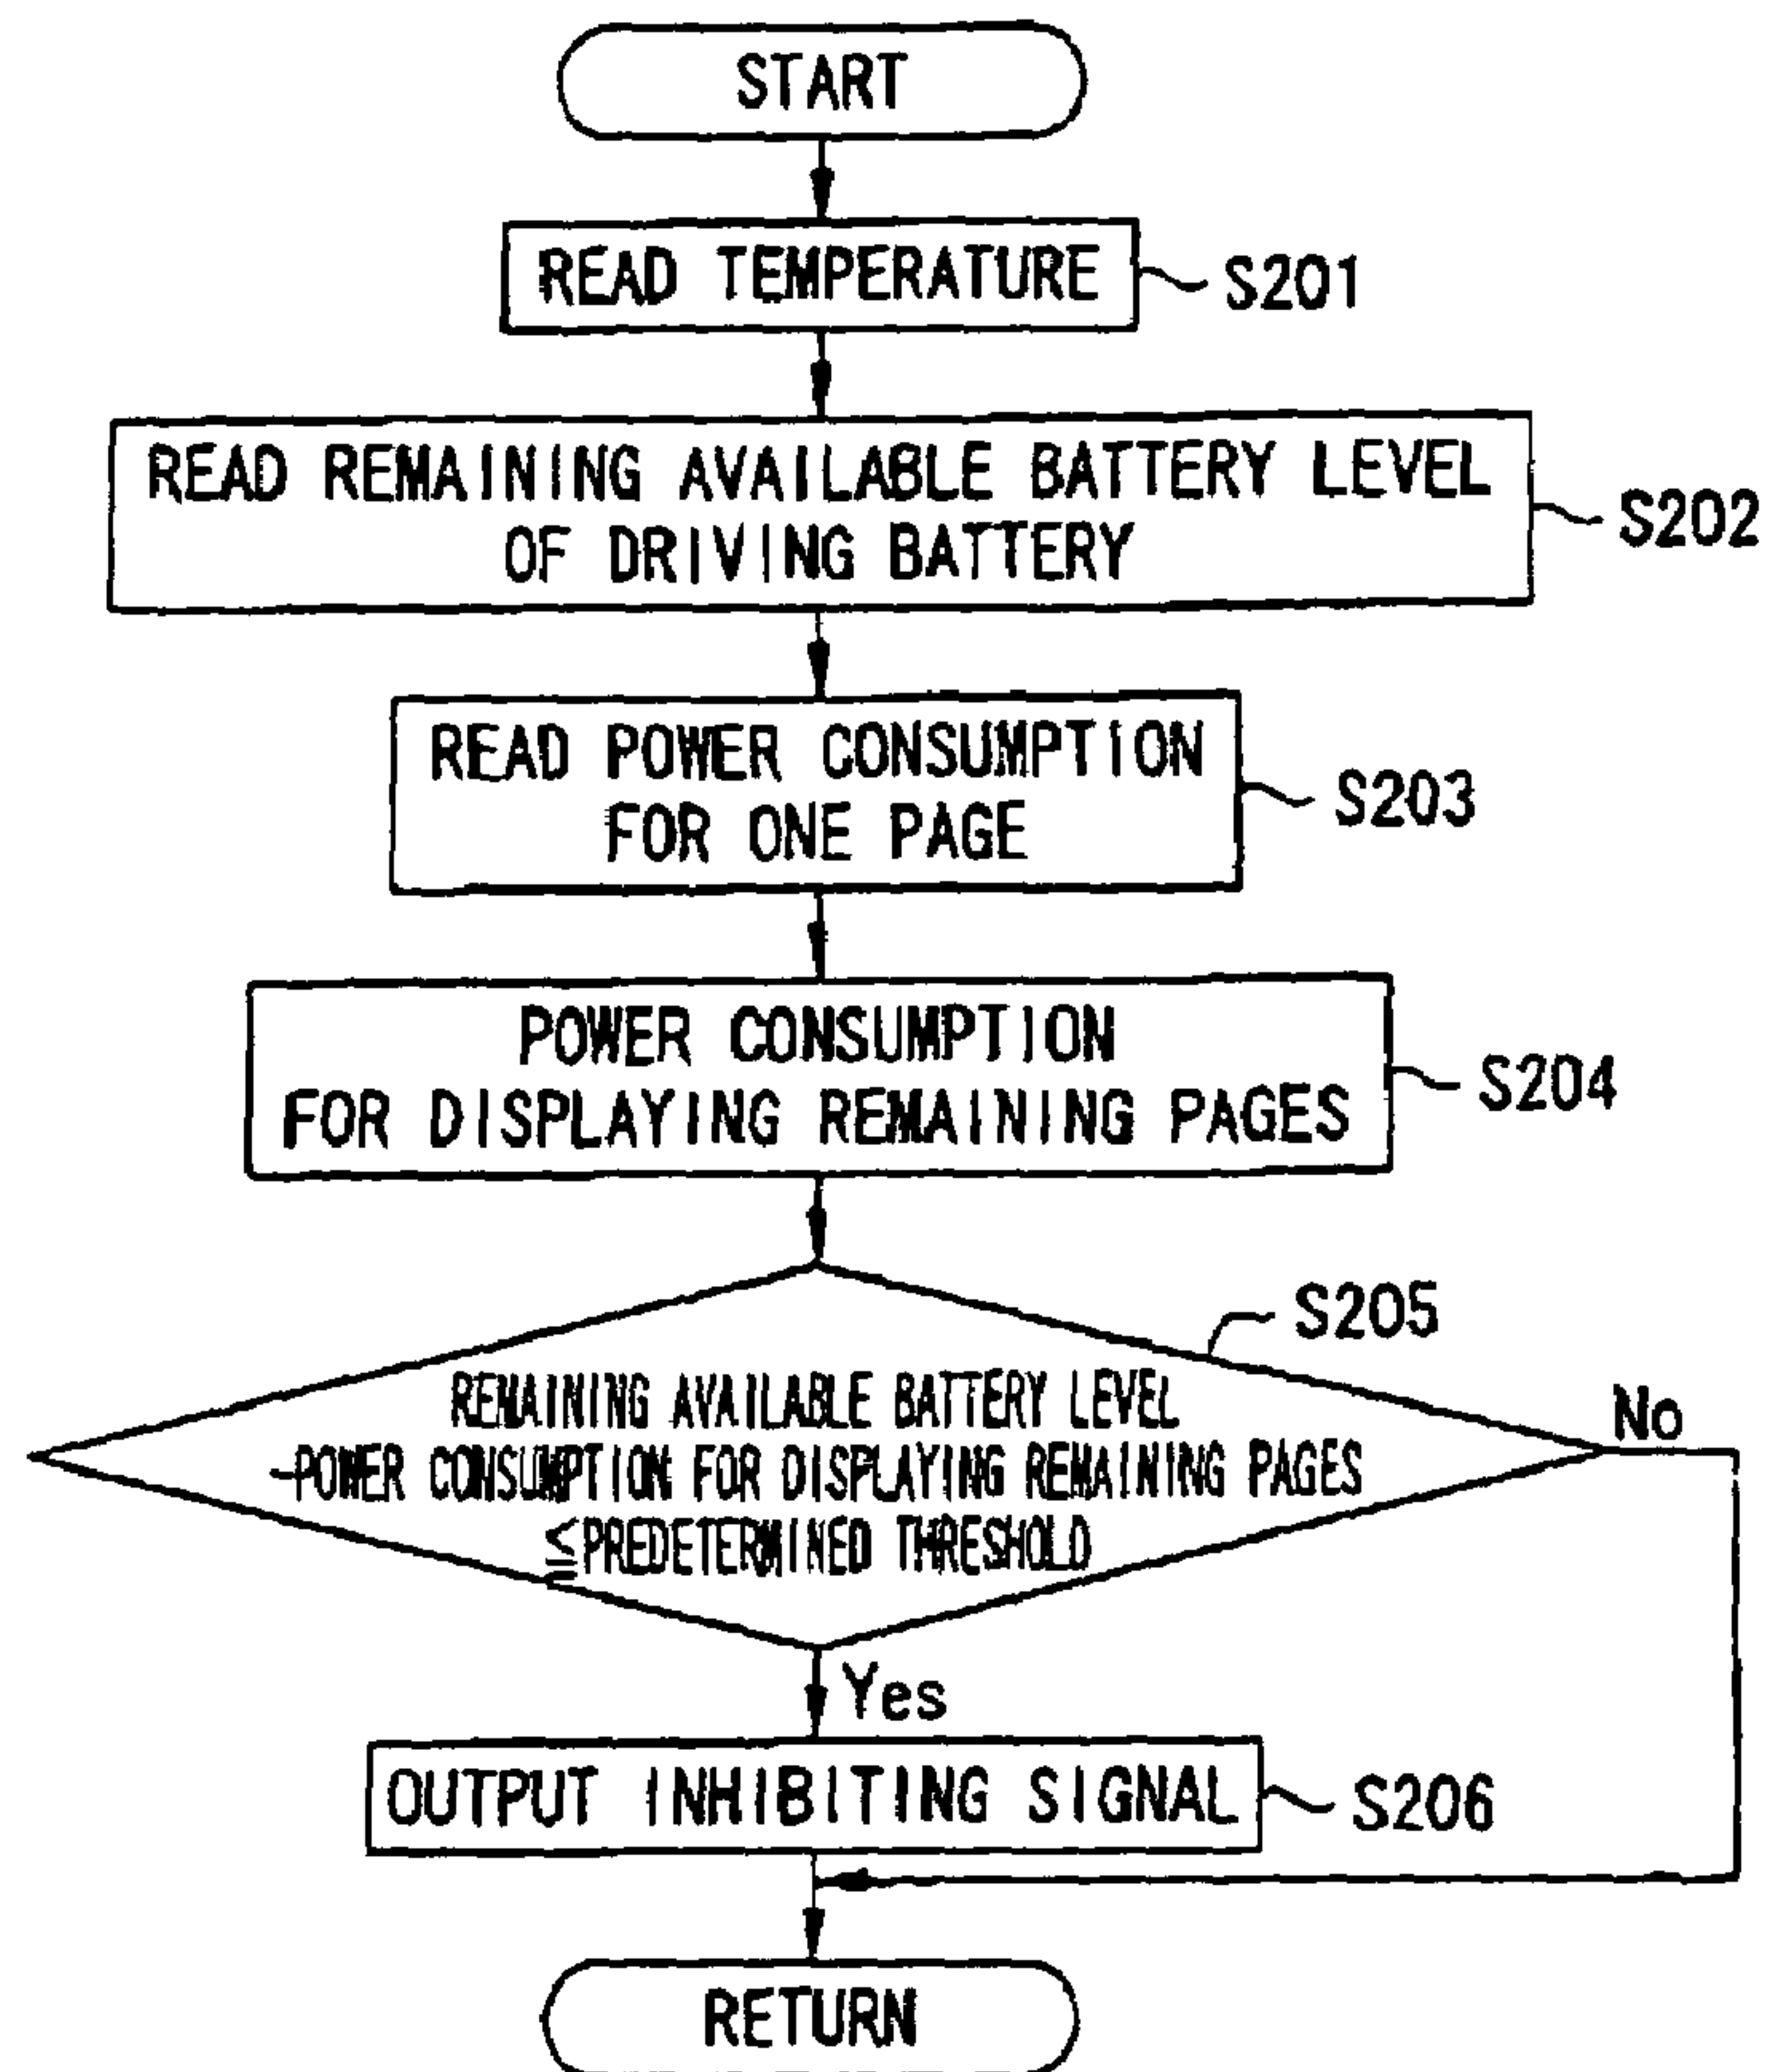 START
READ TEMPERATURE
S201
READ REMAINING AVAILABLE BATTERY LEVEL
OF DRIVING BATTERY
S202
READ POWER CONSUMPTION
FOR ONE PAGE
S203
POWER CONSUMPTION
FOR DISPLAYING REMAINING PAGES
S204
S205
REMAINING AVAILABLE BATTERY LEVEL
-POWER CONSUMPTION FOR DISPLAYING REMAINING PAGES
≦PREDETERMINED THRESHOLD
No
Yes
OUTPUT INHIBITING SIGNAL
S206
RETURN